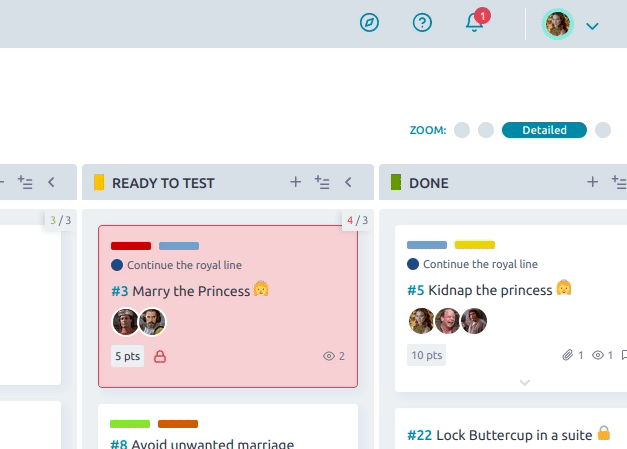 1
ZOOM: Detailed
READY TO TEST
DONE
3 / 3
4 / 3
Continue the royal line
#3 Marry the Princess 👸
5 pts
2
#8 Avoid unwanted marriage
Continue the royal line
#5 Kidnap the princess 👸
10 pts
1
1
#22 Lock Buttercup in a suite 🔒